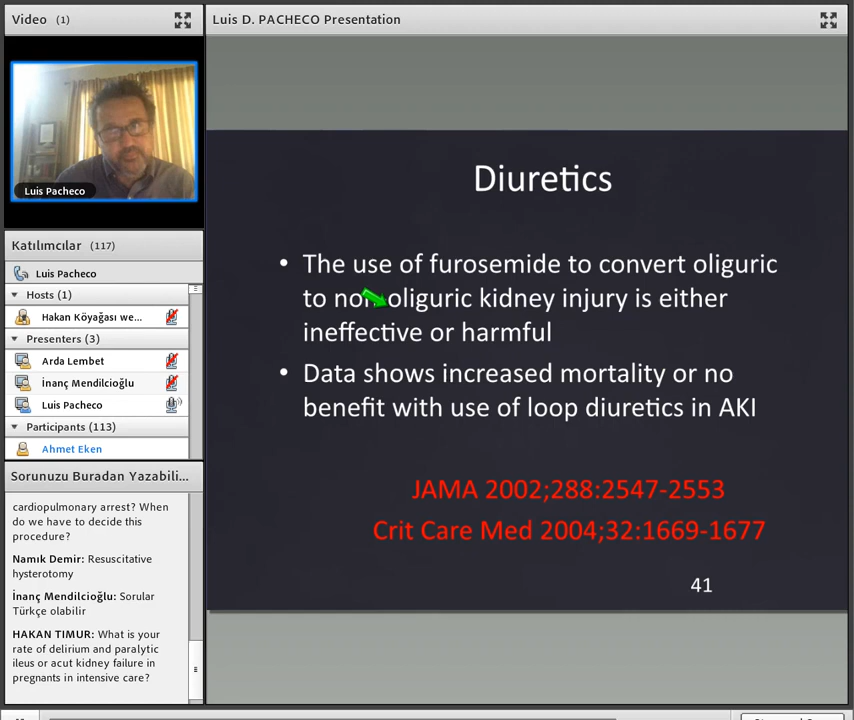 Video (1)
Luis Pacheco
Katılımcılar (117)
Luis Pacheco
Hosts (1)
Hakan Köyağası we...
Presenters (3)
Arda Lembet
İnanç Mendilcioğlu
Luis Pacheco
Participants (113)
Ahmet Eken
Sorunuzu Buradan Yazabili...
cardiopulmonary arrest? When
do we have to decide this
procedure?
Namık Demir: Resuscitative
hysterotomy
İnanç Mendilcioğlu: Sorular
Türkçe olabilir
HAKAN TIMUR: What is your
rate of delirium and paralytic
ileus or acut kidney failure in
pregnants in intensive care?
Luis D. PACHECO Presentation
Diuretics
• The use of furosemide to convert oliguric
to non-oliguric kidney injury is either
ineffective or harmful
• Data shows increased mortality or no
benefit with use of loop diuretics in AKI
JAMA 2002;288:2547-2553
Crit Care Med 2004;32:1669-1677
41